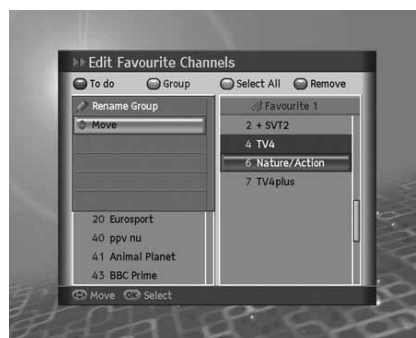 Edit Favourite Channels
To do Group Select All Remove
Rename Group
Move
20 Eurosport
40 ppv nu
41 Animal Planet
43 BBC Prime
Favourite 1
2 + SVT2
4 TV4
6 Nature/Action
7 TV4plus
Move OK Select